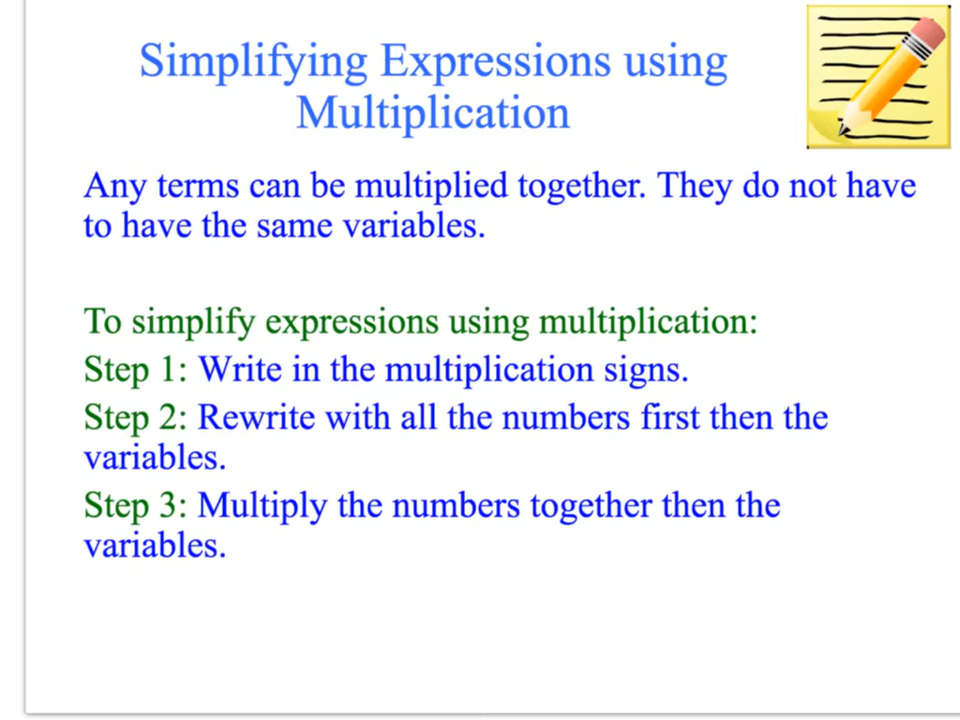 Simplifying Expressions using
Multiplication
Any terms can be multiplied together. They do not have
to have the same variables.
To simplify expressions using multiplication:
Step 1: Write in the multiplication signs.
Step 2: Rewrite with all the numbers first then the
variables.
Step 3: Multiply the numbers together then the
variables.